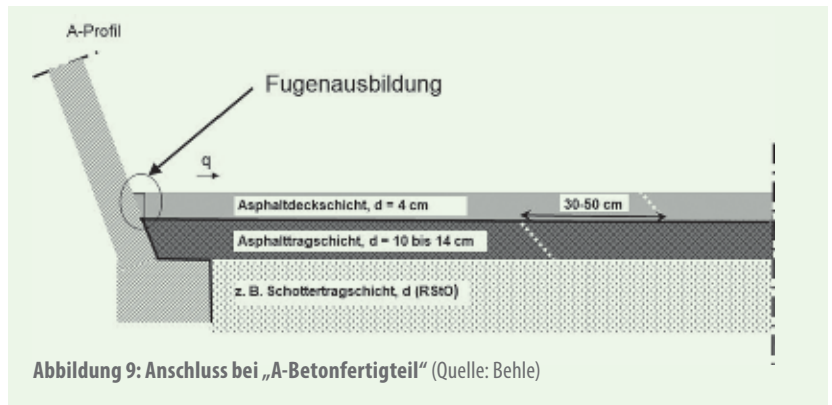 A-Profil
Fugenausbildung
q
Asphaltdeckschicht, d = 4 cm
30-50 cm
Asphalttragschicht, d = 10 bis 14 cm
z. B. Schottertragschicht, d (RStO)
Abbildung 9: Anschluss bei „A-Betonfertigteil“ (Quelle: Behle)